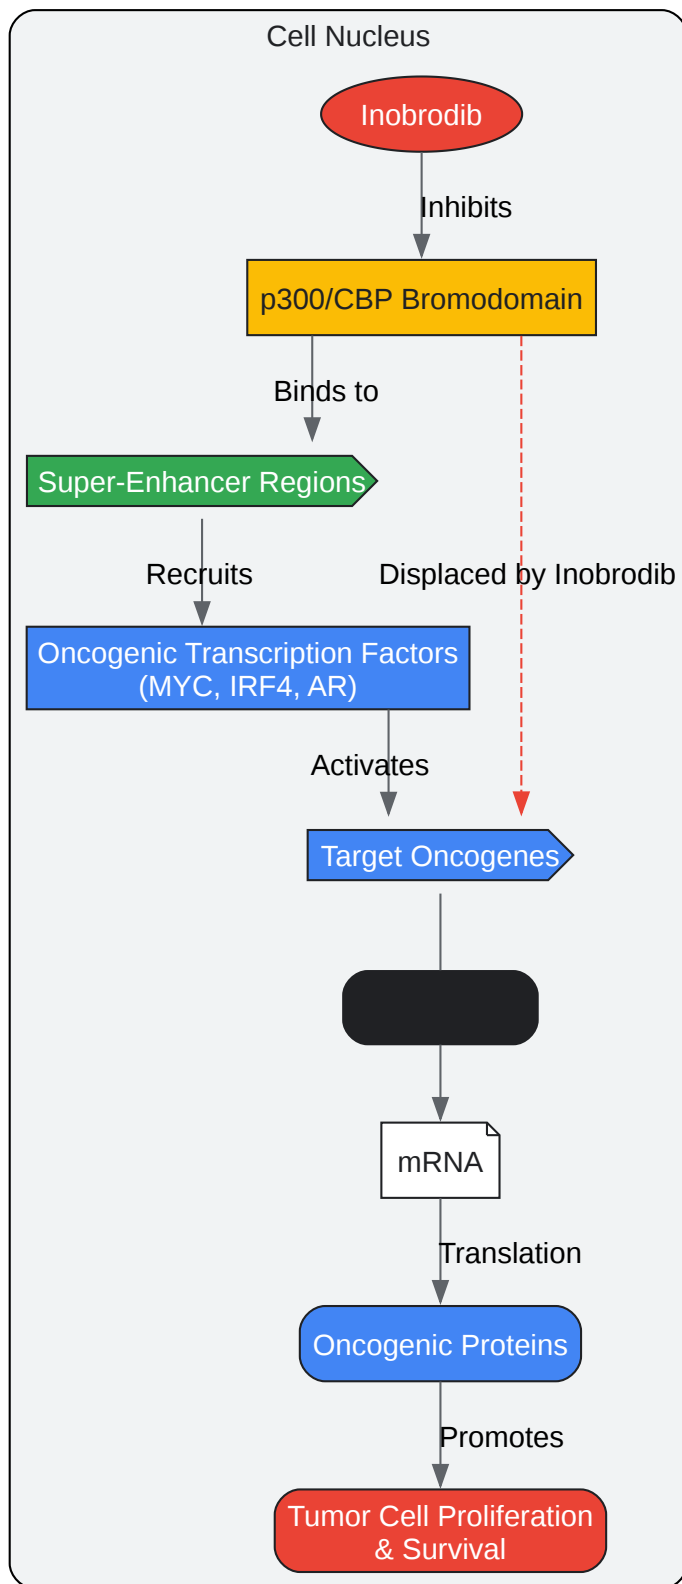 Cell Nucleus
Inobrodib
Inhibits
p300/CBP Bromodomain
Binds to
Super-Enhancer Regions
Recruits
Displaced by Inobrodib
Oncogenic Transcription Factors
(MYC, IRF4, AR)
Activates
Target Oncogenes
mRNA
Translation
Oncogenic Proteins
Promotes
Tumor Cell Proliferation
& Survival